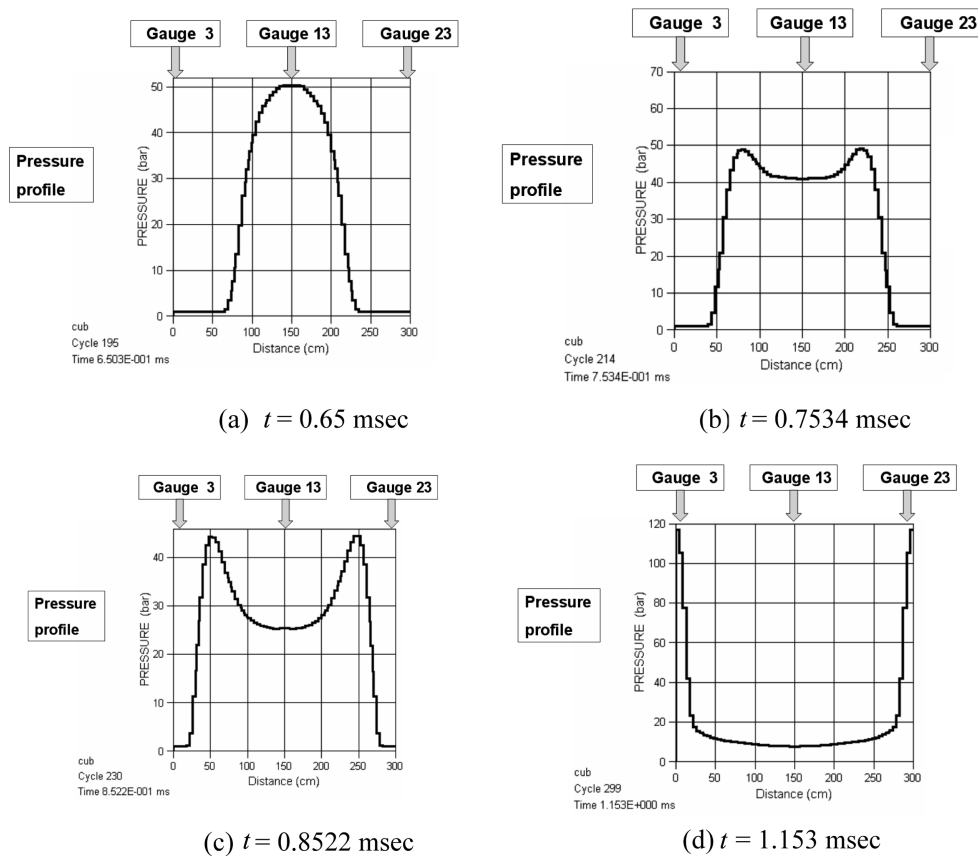 Gauge 3 Gauge 13 Gauge 23
Pressure
profile
PRESSURE (bar)
50
40
30
20
10
0
0 50 100 150 200 250 300
Distance (cm)
cub
Cycle 195
Time 6.503E-001 ms
(a) t = 0.65 msec
Gauge 3 Gauge 13 Gauge 23
Pressure
profile
PRESSURE (bar)
70
60
50
40
30
20
10
0
0 50 100 150 200 250 300
Distance (cm)
cub
Cycle 214
Time 7.534E-001 ms
(b) t = 0.7534 msec
Gauge 3 Gauge 13 Gauge 23
Pressure
profile
PRESSURE (bar)
40
30
20
10
0
0 50 100 150 200 250 300
Distance (cm)
cub
Cycle 230
Time 8.522E-001 ms
(c) t = 0.8522 msec
Gauge 3 Gauge 13 Gauge 23
Pressure
profile
PRESSURE (bar)
120
100
80
60
40
20
0
0 50 100 150 200 250 300
Distance (cm)
cub
Cycle 299
Time 1.153E+000 ms
(d) t = 1.153 msec